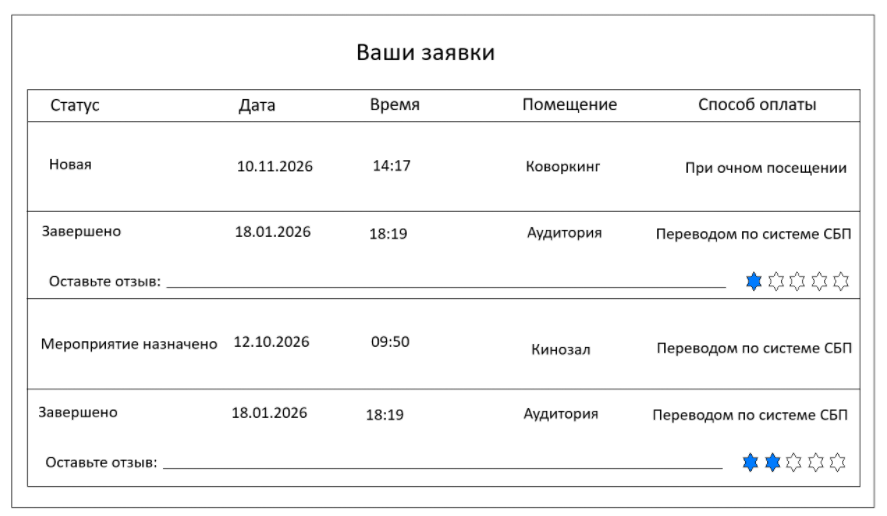 Ваши заявки
Статус Дата Время Помещение Способ оплаты
Новая 10.11.2026 14:17 Коворкинг При очном посещении
Завершено 18.01.2026 18:19 Аудитория Переводом по системе СБП
Оставьте отзыв:
Мероприятие назначено 12.10.2026 09:50 Кинозал Переводом по системе СБП
Завершено 18.01.2026 18:19 Аудитория Переводом по системе СБП
Оставьте отзыв: